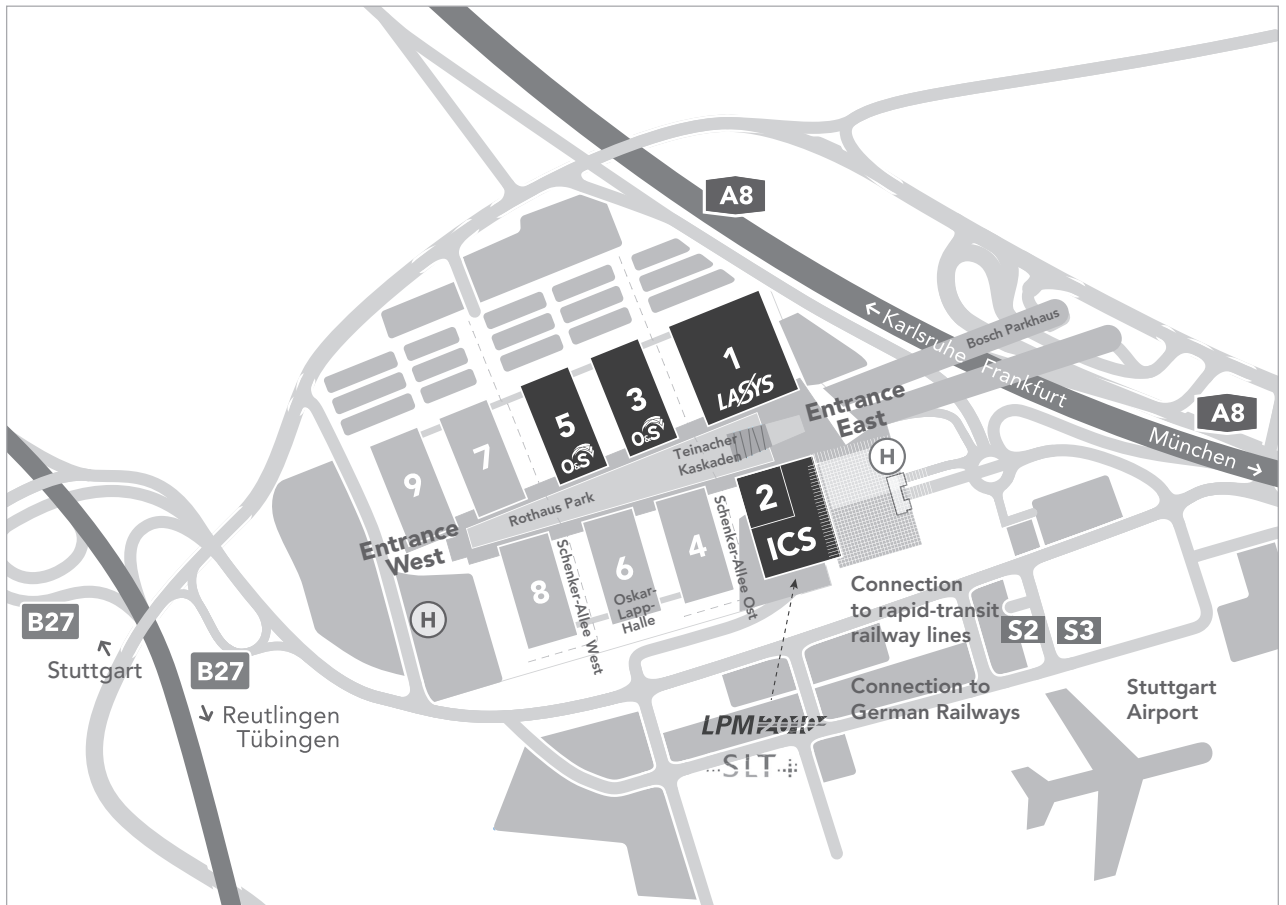 A8
← Karlsruhe
Bosch Parkhaus
Frankfurt
A8
München →
1
LASYS
3
O&S
5
O&S
7
9
Entrance
East
H
Teinacher
Kaskaden
Rothaus Park
Entrance
West
2
ICS
4
6
Oskar-
Lapp-
Halle
8
Schenker-Allee West
Schenker-Allee Ost
H
Connection
to rapid-transit
railway lines
S2
S3
Connection to
German Railways
Stuttgart
Airport
B27
↖
Stuttgart
B27
↘ Reutlingen
Tübingen
LPM 2010
SLT